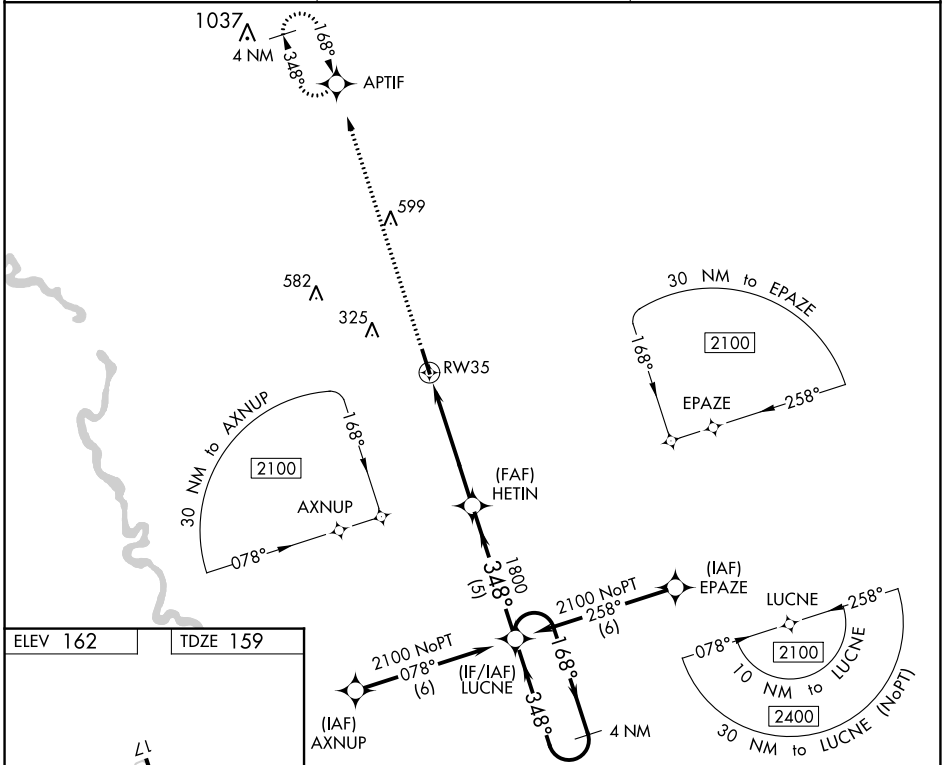 1037
4 NM
168°
348°
APTIF
599
582
325
RW35
30 NM to EPAZE
2100
168°
EPAZE
258°
30 NM to AXNUP
2100
168°
AXNUP
078°
(FAF)
HETIN
1800
348°
(5)
(IAF)
EPAZE
2100 NoPT
258°
(6)
2100 NoPT
078°
(6)
(IF/IAF)
LUCNE
168°
348°
4 NM
(IAF)
AXNUP
LUCNE
258°
078°
2100
10 NM to LUCNE
2400
30 NM to LUCNE (NoPT)
ELEV 162
TDZE 159
17